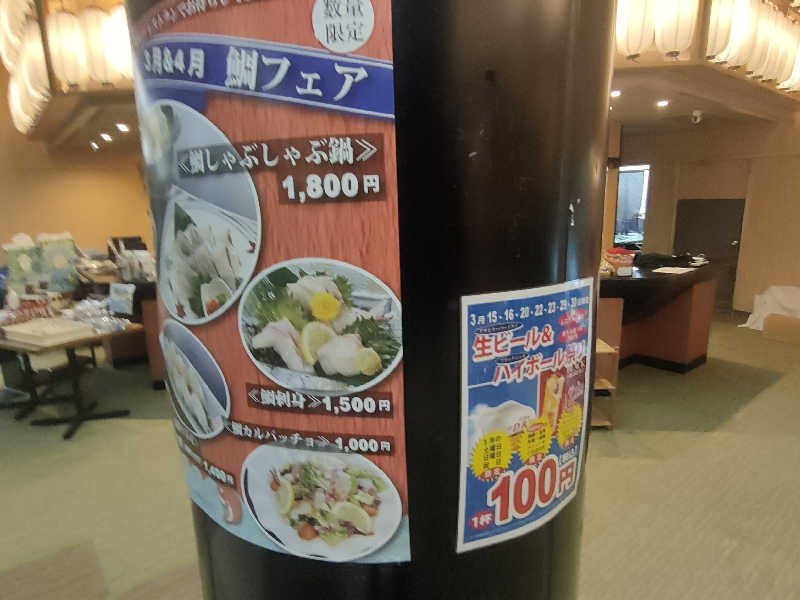 数量
限定
3月&4月 鯛フェア
≪鯛しゃぶしゃぶ鍋≫
1,800円
≪鯛刺身≫1,500円
≪鯛カルパッチョ≫1,000円
3月15・16・20・22・23・29・30
生ビール&
ハイボール
1杯
100円